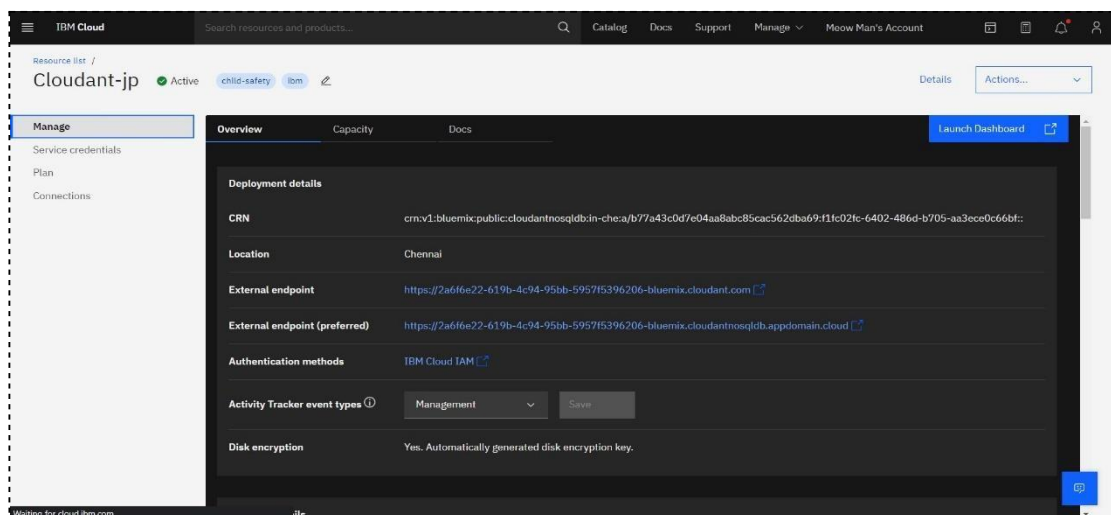 IBM Cloud
Search resources and products...
Catalog
Docs
Support
Manage
Meow Man's Account
Resource list /
Cloudant-jp
Active
child-safety
ibm
Details
Actions...
Manage
Service credentials
Plan
Connections
Overview
Capacity
Docs
Launch Dashboard
Deployment details
CRN crn:v1:bluemix:public:cloudantnosqldb:in-che:a/b77a43c0d7e04aa8abc85cac562dba69:f1fc02fc-6402-486d-b705-aa3ece0c66bf::
Location Chennai
External endpoint https://2a6f6e22-619b-4c94-95bb-5957f5396206-bluemix.cloudant.com
External endpoint (preferred) https://2a6f6e22-619b-4c94-95bb-5957f5396206-bluemix.cloudantnosqldb.appdomain.cloud
Authentication methods IBM Cloud IAM
Activity Tracker event types Management Save
Disk encryption Yes. Automatically generated disk encryption key.
Waiting for cloud.ibm.com